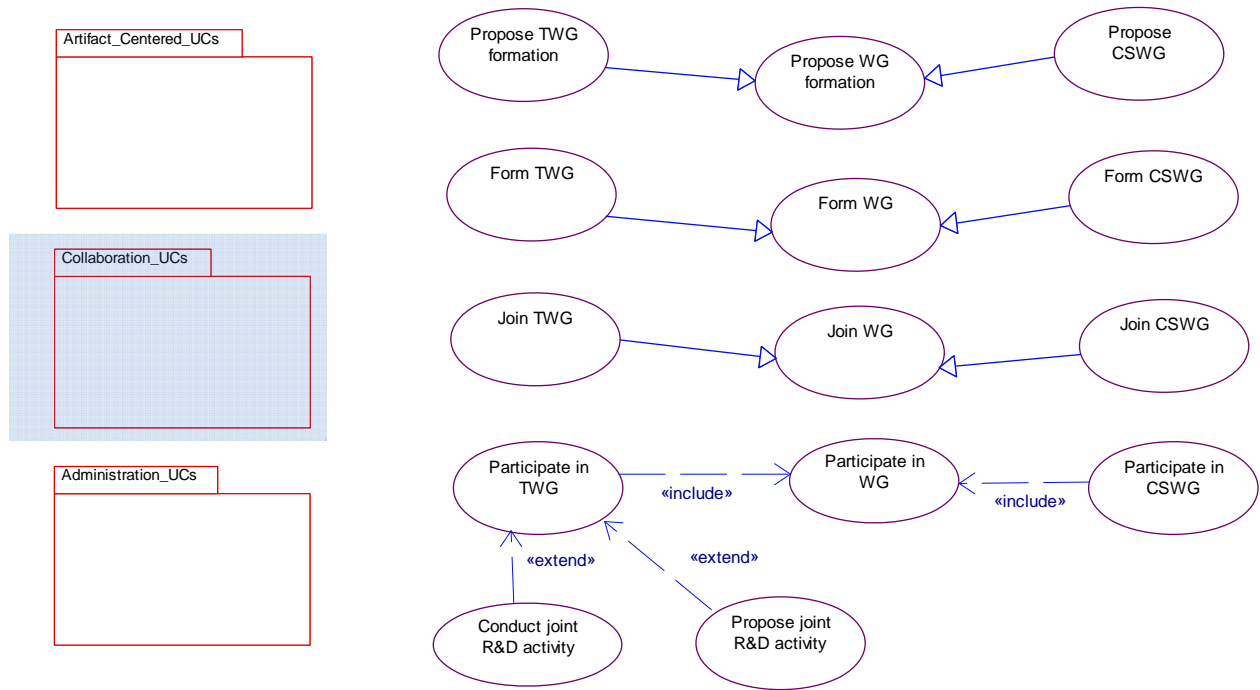 Artifact_Centered_UCs
Collaboration_UCs
Administration_UCs
Propose TWG
formation
Propose WG
formation
Propose
CSWG
Form TWG
Form WG
Form CSWG
Join TWG
Join WG
Join CSWG
Participate in
TWG
«include»
Participate in
WG
«include»
Participate in
CSWG
«extend»
«extend»
Conduct joint
R&D activity
Propose joint
R&D activity